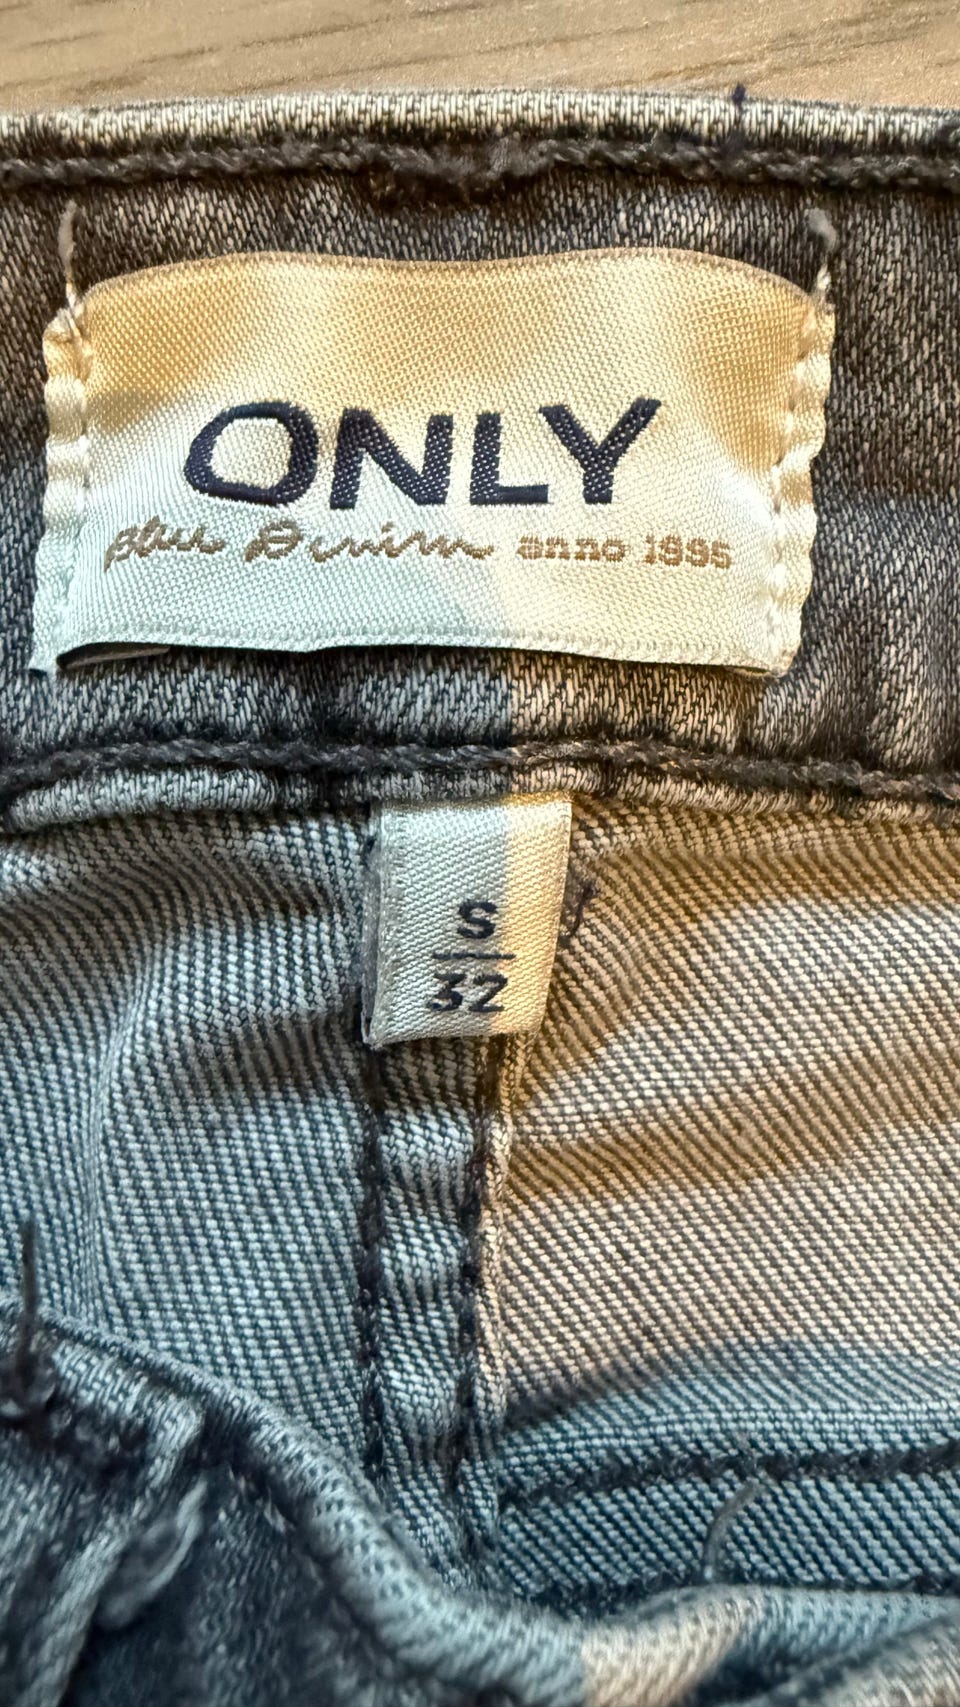 ONLY
Blue Denim anno 1995
S
32